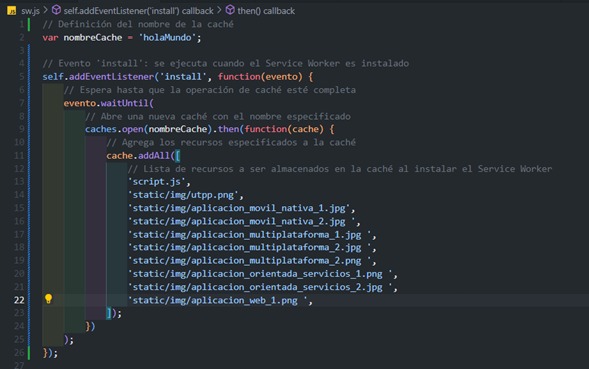 JS sw.js > self.addEventListener('install') callback > then() callback
1 // Definición del nombre de la caché
2 var nombreCache = 'holaMundo';
3
4 // Evento 'install': se ejecuta cuando el Service Worker es instalado
5 self.addEventListener('install', function(evento) {
6 // Espera hasta que la operación de caché esté completa
7 evento.waitUntil(
8 // Abre una nueva caché con el nombre especificado
9 caches.open(nombreCache).then(function(cache) {
10 // Agrega los recursos especificados a la caché
11 cache.addAll([
12 // Lista de recursos a ser almacenados en la caché al instalar el Service Worker
13 'script.js',
14 'static/img/utpp.png',
15 'static/img/aplicacion_movil_nativa_1.jpg',
16 'static/img/aplicacion_movil_nativa_2.jpg ',
17 'static/img/aplicacion_multiplataforma_1.jpg ',
18 'static/img/aplicacion_multiplataforma_2.jpg ',
19 'static/img/aplicacion_multiplataforma_2.png ',
20 'static/img/aplicacion_orientada_servicios_1.png ',
21 'static/img/aplicacion_orientada_servicios_2.jpg ',
22 'static/img/aplicacion_web_1.png ',
23 ]);
24 })
25 );
26 });
27